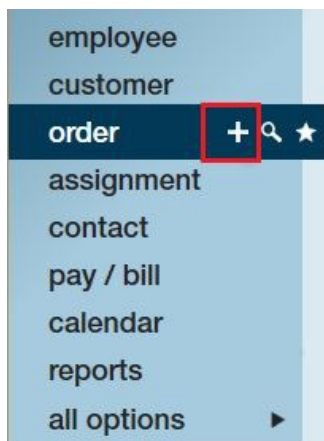 employee
customer
order
assignment
contact
pay / bill
calendar
reports
all options